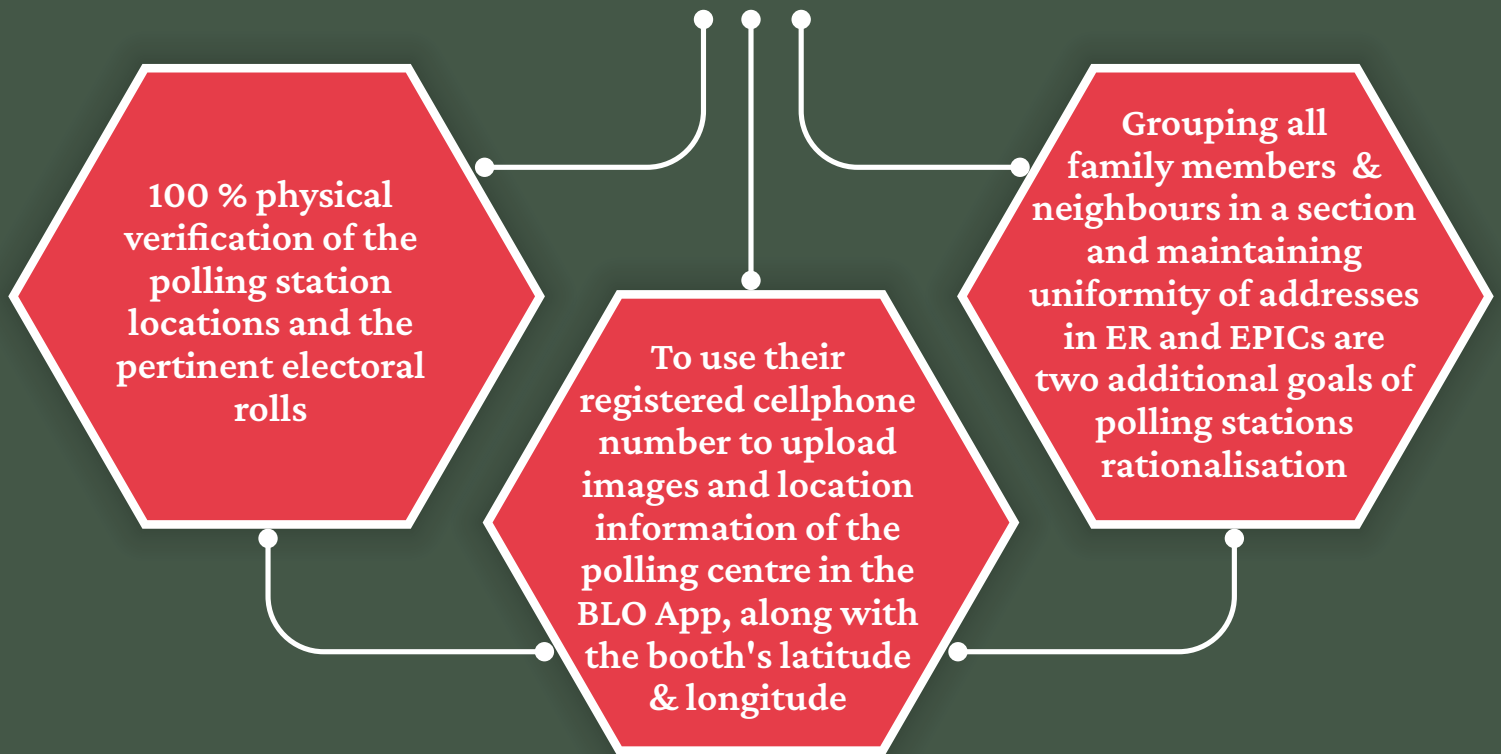 100 % physical
verification of the
polling station
locations and the
pertinent electoral
rolls
To use their
registered cellphone
number to upload
images and location
information of the
polling centre in the
BLO App, along with
the booth's latitude
& longitude
Grouping all
family members &
neighbours in a section
and maintaining
uniformity of addresses
in ER and EPICs are
two additional goals of
polling stations
rationalisation